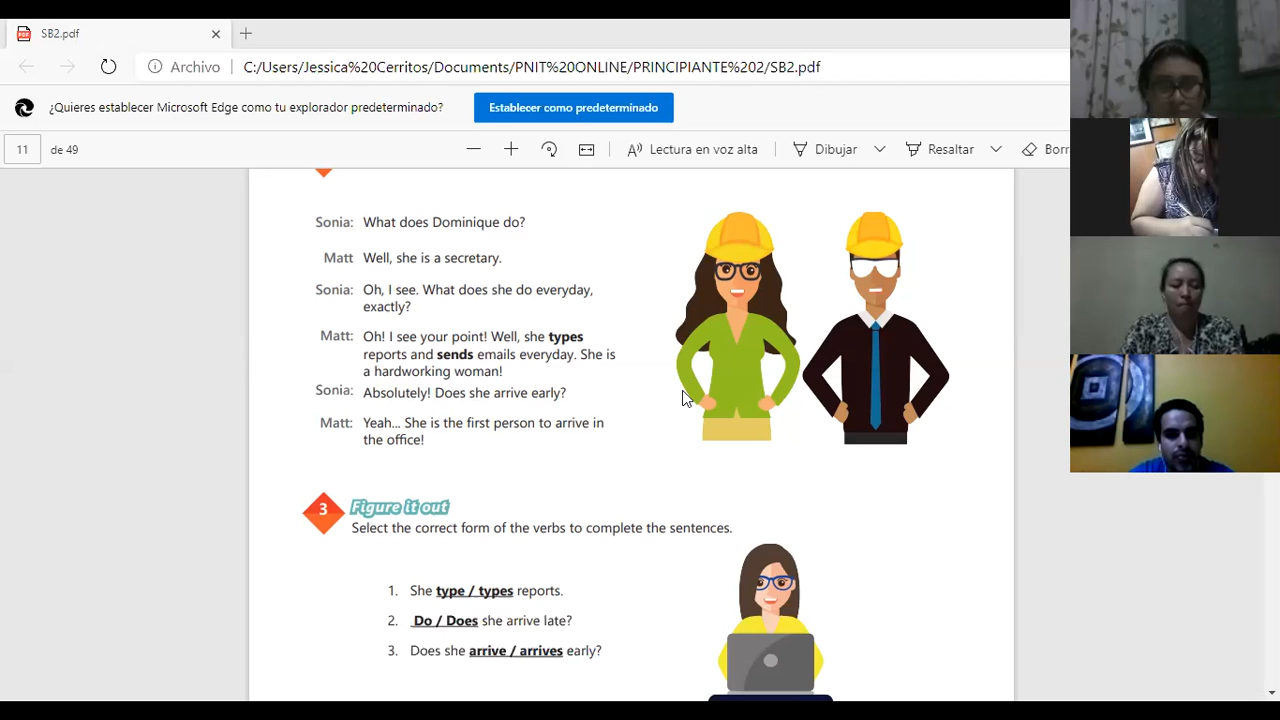 SB2.pdf
Archivo C:/Users/Jessica%20Cerritos/Documents/PNIT%20ONLINE/PRINCIPIANTE%202/SB2.pdf
¿Quieres establecer Microsoft Edge como tu explorador predeterminado? Establecer como predeterminado
11 de 49 Lectura en voz alta Dibujar Resaltar Bor
Sonia: What does Dominique do?
Matt Well, she is a secretary.
Sonia: Oh, I see. What does she do everyday,
exactly?
Matt: Oh! I see your point! Well, she types
reports and sends emails everyday. She is
a hardworking woman!
Sonia: Absolutely! Does she arrive early?
Matt: Yeah... She is the first person to arrive in
the office!
3 Figure it out
Select the correct form of the verbs to complete the sentences.
1. She type / types reports.
2. Do / Does she arrive late?
3. Does she arrive / arrives early?